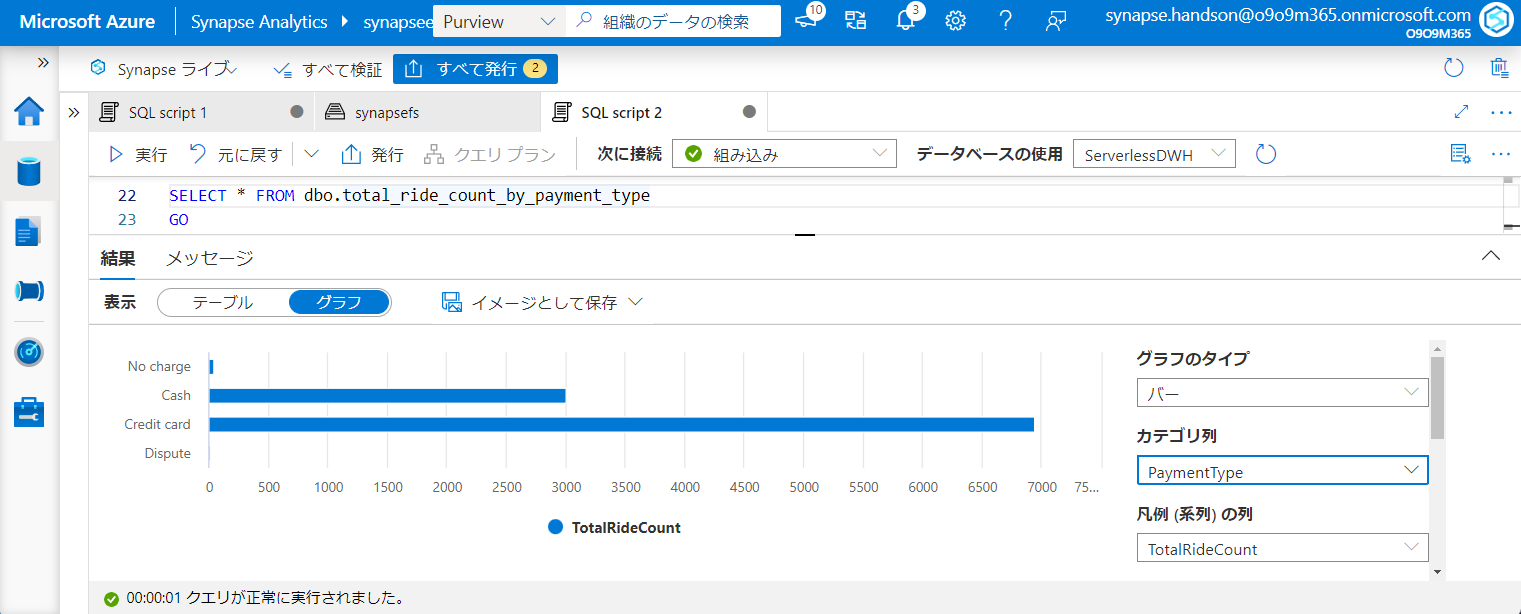 Microsoft Azure Synapse Analytics synapsee Purview 組織のデータの検索 10 3 synapse.handson@o9o9m365.onmicrosoft.com
O9O9M365
Synapse ライブ すべて検証 すべて発行 2
SQL script 1 synapsefs SQL script 2
実行 元に戻す 発行 クエリ プラン 次に接続 組み込み データベースの使用 ServerlessDWH
22 SELECT * FROM dbo.total_ride_count_by_payment_type
23 GO
結果 メッセージ
表示 テーブル グラフ イメージとして保存
No charge
Cash
Credit card
Dispute
0 500 1000 1500 2000 2500 3000 3500 4000 4500 5000 5500 6000 6500 7000 75...
TotalRideCount
グラフのタイプ
バー
カテゴリ列
PaymentType
凡例 (系列) の列
TotalRideCount
00:00:01 クエリが正常に実行されました。